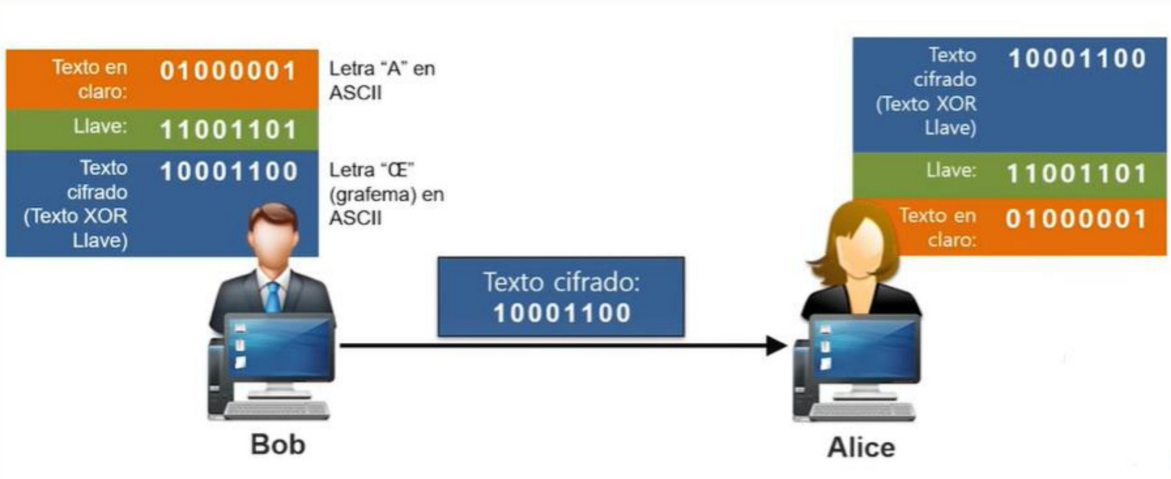 Texto en
claro:
01000001
Letra “A” en
ASCII
Llave:
11001101
Texto
cifrado
(Texto XOR
Llave)
10001100
Letra “Œ”
(grafema) en
ASCII
Texto cifrado:
10001100
Texto
cifrado
(Texto XOR
Llave)
10001100
Llave:
11001101
Texto en
claro:
01000001
Bob
Alice